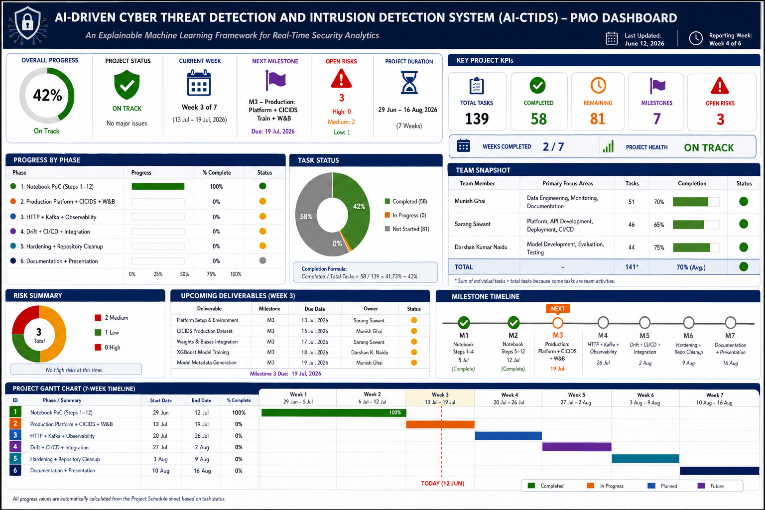 AI-DRIVEN CYBER THREAT DETECTION AND INTRUSION DETECTION SYSTEM (AI-CTIDS) – PMO DASHBOARD
An Explainable Machine Learning Framework for Real-Time Security Analytics
Last Updated:
June 12, 2026
Reporting Week:
Week 4 of 6
OVERALL PROGRESS
42%
On Track
PROJECT STATUS
ON TRACK
No major issues
CURRENT WEEK
Week 3 of 7
(13 Jul – 19 Jul, 2026)
NEXT MILESTONE
M3 – Production:
Platform + CICIDS
Train + W&B
Due: 19 Jul, 2026
OPEN RISKS
3
High: 0
Medium: 2
Low: 1
PROJECT DURATION
29 Jun – 16 Aug 2026
(7 Weeks)
KEY PROJECT KPIs
TOTAL TASKS
139
COMPLETED
58
REMAINING
81
MILESTONES
7
OPEN RISKS
3
WEEKS COMPLETED 2 / 7
PROJECT HEALTH ON TRACK
PROGRESS BY PHASE
Phase Progress % Complete Status
1. Notebook PoC (Steps 1–12) 100%
2. Production Platform + CICIDS + W&B 0%
3. HTTP + Kafka + Observability 0%
4. Drift + CI/CD + Integration 0%
5. Hardening + Repository Cleanup 0%
6. Documentation + Presentation 0%
0% 25% 50% 75% 100%
TASK STATUS
42%
58%
0%
Completed (58)
In Progress (0)
Not Started (81)
Completion Formula:
Completed / Total Tasks = 58 / 139 = 41.73% ≈ 42%
TEAM SNAPSHOT
Team Member Primary Focus Areas Tasks Completion Status
Munish Ghai Data Engineering, Monitoring, Documentation 51 70%
Sarang Sawant Platform, API Development, Deployment, CI/CD 46 65%
Darshan Kumar Naidu Model Development, Evaluation, Testing 44 75%
TOTAL – 141* 70% (Avg.)
* Sum of individual tasks ≠ total tasks because some tasks are team activities.
RISK SUMMARY
3
Total
2 Medium
1 Low
0 High
No High risks at this time.
UPCOMING DELIVERABLES (WEEK 3)
Deliverable Milestone Due Date Owner Status
Platform Setup & Environment M3 13 Jul, 2026 Sarang Sawant
CICIDS Production Dataset M3 15 Jul, 2026 Munish Ghai
Weights & Biases Integration M3 17 Jul, 2026 Sarang Sawant
XGBoost Model Training M3 18 Jul, 2026 Darshan K. Naidu
Model Metadata Generation M3 19 Jul, 2026 Munish Ghai
Milestone 3 Due: 19 Jul, 2026
MILESTONE TIMELINE
NEXT
M1
Notebook
Steps 1–4
5 Jul
(Complete)
M2
Notebook
Steps 5–12
12 Jul
(Complete)
M3
Production:
Platform + CICIDS
+ W&B
19 Jul
M4
HTTP + Kafka +
Observability
26 Jul
M5
Drift + CI/CD +
Integration
2 Aug
M6
Hardening +
Repo Cleanup
9 Aug
M7
Documentation
+ Presentation
16 Aug
PROJECT GANTT CHART (7-WEEK TIMELINE)
ID Phase / Summary Start Date End Date % Complete
Week 1
29 Jun – 5 Jul
Week 2
6 Jul – 12 Jul
Week 3
13 Jul – 19 Jul
Week 4
20 Jul – 26 Jul
Week 5
27 Jul – 2 Aug
Week 6
3 Aug – 9 Aug
Week 7
10 Aug – 16 Aug
1 Notebook PoC (Steps 1–12) 29 Jun 12 Jul 100% 100%
2 Production Platform + CICIDS + W&B 13 Jul 19 Jul 0%
3 HTTP + Kafka + Observability 20 Jul 26 Jul 0%
4 Drift + CI/CD + Integration 27 Jul 2 Aug 0%
5 Hardening + Repository Cleanup 3 Aug 9 Aug 0%
6 Documentation + Presentation 10 Aug 16 Aug 0%
TODAY (12 JUN)
Completed In Progress Planned Future
All progress values are automatically calculated from the Project Schedule sheet based on task status.